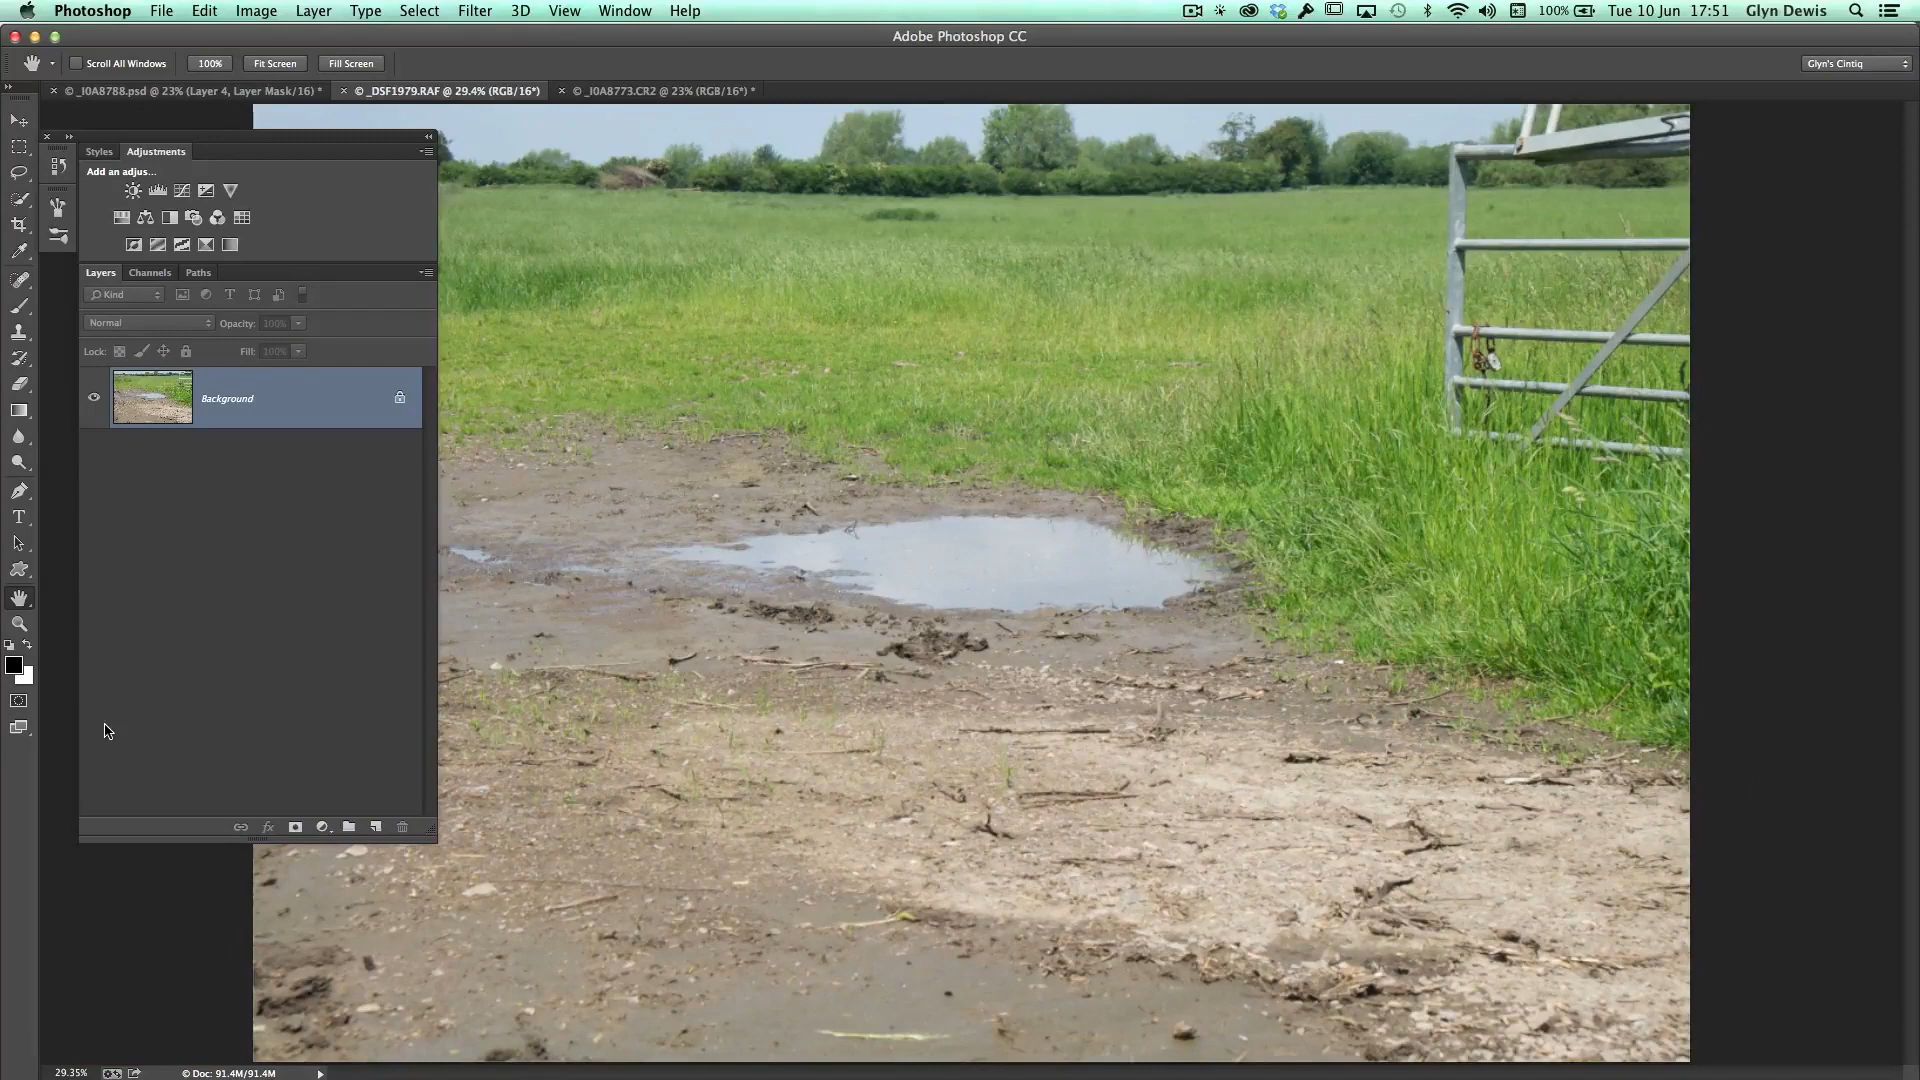 Photoshop File Edit Image Layer Type Select Filter 3D View Window Help 100% Tue 10 Jun 17:51 Glyn Dewis
Adobe Photoshop CC
Scroll All Windows 100% Fit Screen Fill Screen Glyn's Cintiq
© _I0A8788.psd @ 23% (Layer 4, Layer Mask/16) * © _DSF1979.RAF @ 29.4% (RGB/16*) © _I0A8773.CR2 @ 23% (RGB/16*) *
Styles Adjustments
Add an adjus...
Layers Channels Paths
Kind
Normal Opacity: 100%
Lock: Fill: 100%
Background
29.35% © Doc: 91.4M/91.4M